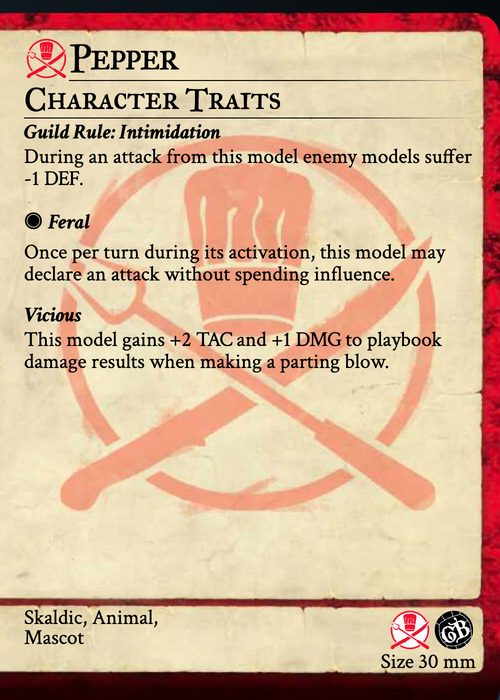 Pepper
Character Traits
Guild Rule: Intimidation
During an attack from this model enemy models suffer
-1 DEF.
Feral
Once per turn during its activation, this model may
declare an attack without spending influence.
Vicious
This model gains +2 TAC and +1 DMG to playbook
damage results when making a parting blow.
Skaldic, Animal,
Mascot
GB
Size 30 mm